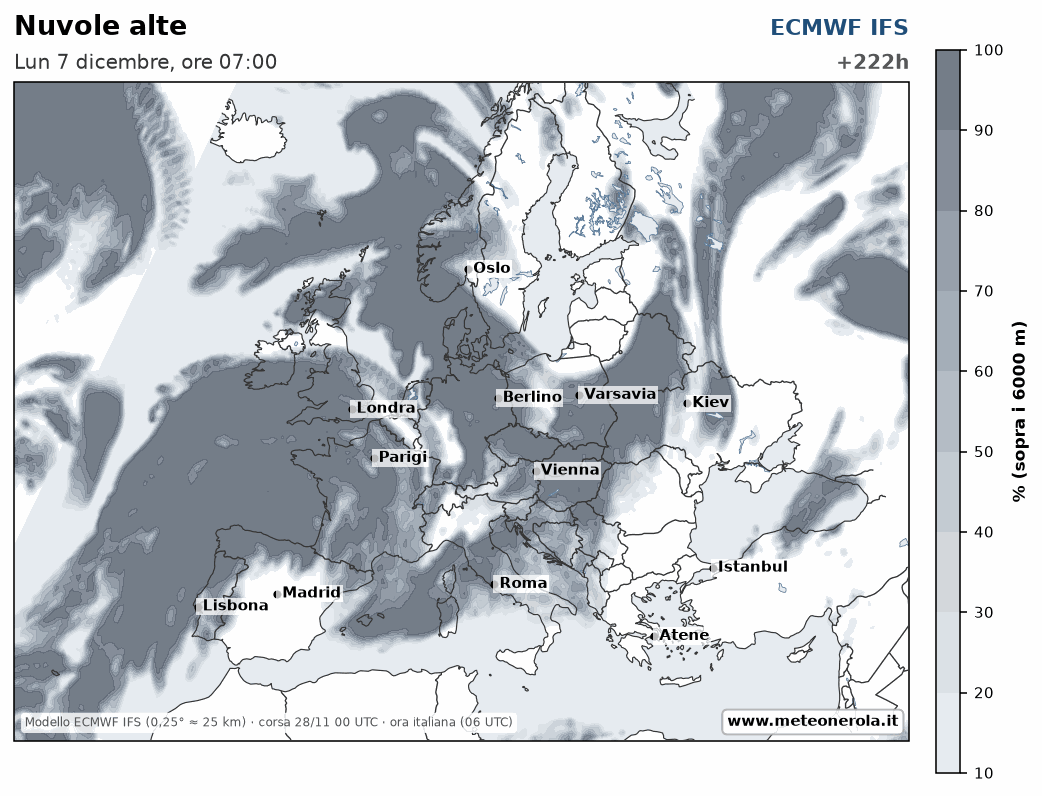 Nuvole alte
ECMWF IFS
Lun 7 dicembre, ore 07:00
+222h
100
90
80
70
60
50
40
30
20
10
% (sopra i 6000 m)
Oslo
Berlino
Varsavia
Kiev
Londra
Parigi
Vienna
Istanbul
Roma
Madrid
Lisbona
Atene
Modello ECMWF IFS (0,25° ≈ 25 km) · corsa 28/11 00 UTC · ora italiana (06 UTC)
www.meteonerola.it